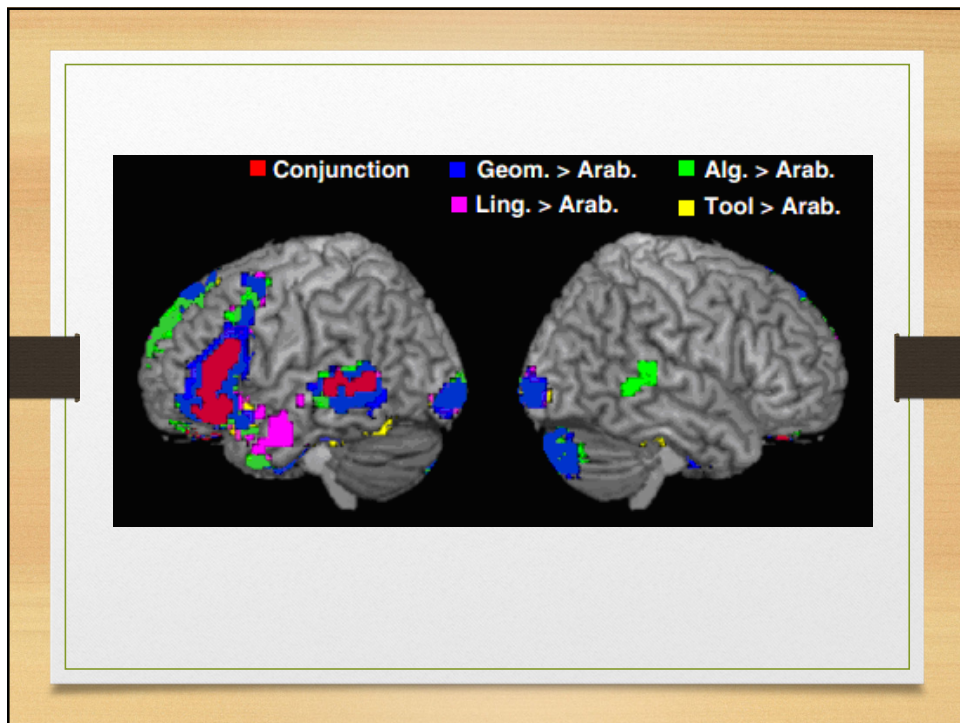 Conjunction Geom. > Arab. Alg. > Arab.
Ling. > Arab. Tool > Arab.